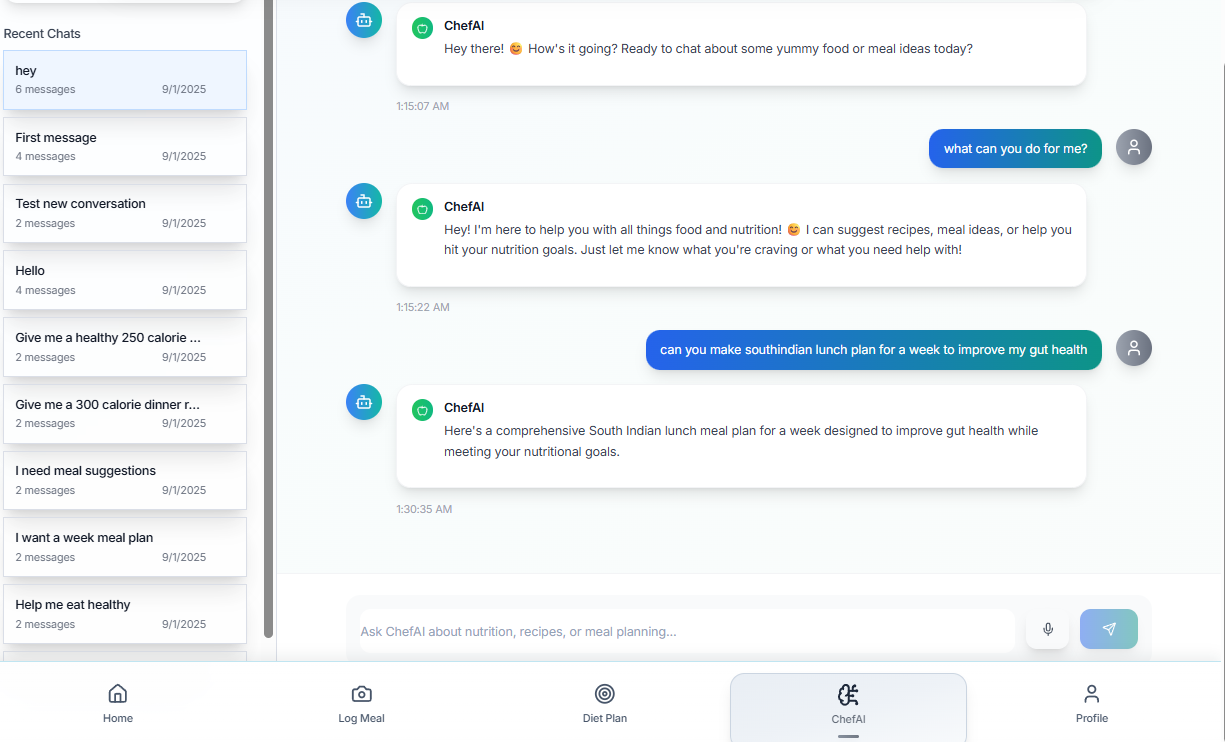 Recent Chats
hey
6 messages 9/1/2025
First message
4 messages 9/1/2025
Test new conversation
2 messages 9/1/2025
Hello
4 messages 9/1/2025
Give me a healthy 250 calorie ...
2 messages 9/1/2025
Give me a 300 calorie dinner r...
2 messages 9/1/2025
I need meal suggestions
2 messages 9/1/2025
I want a week meal plan
2 messages 9/1/2025
Help me eat healthy
2 messages 9/1/2025
ChefAI
Hey there! 😊 How's it going? Ready to chat about some yummy food or meal ideas today?
1:15:07 AM
what can you do for me?
ChefAI
Hey! I'm here to help you with all things food and nutrition! 😊 I can suggest recipes, meal ideas, or help you
hit your nutrition goals. Just let me know what you're craving or what you need help with!
1:15:22 AM
can you make southindian lunch plan for a week to improve my gut health
ChefAI
Here's a comprehensive South Indian lunch meal plan for a week designed to improve gut health while
meeting your nutritional goals.
1:30:35 AM
Ask ChefAI about nutrition, recipes, or meal planning...
Home
Log Meal
Diet Plan
ChefAI
Profile